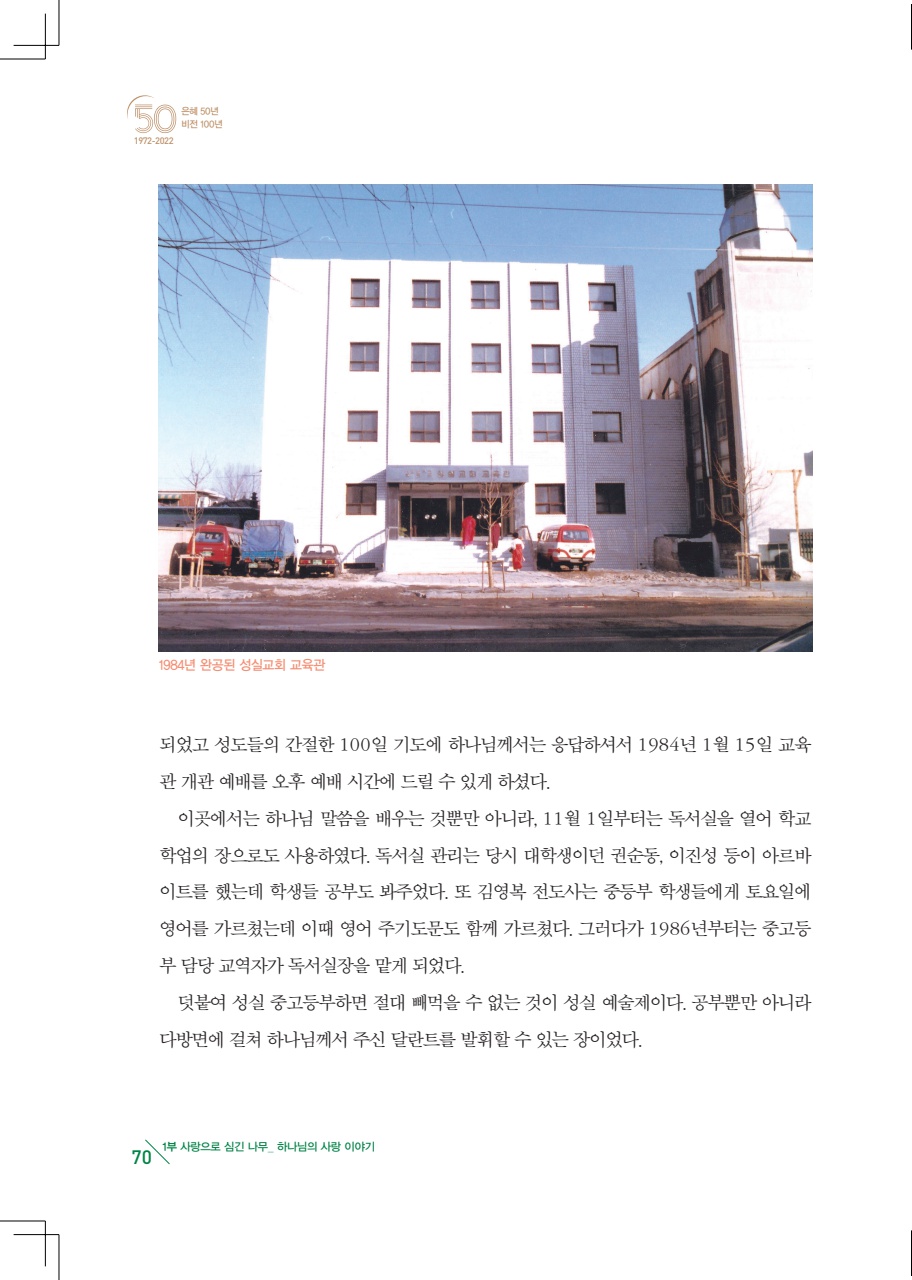 50
은혜 50년
비전 100년
1972-2022
1984년 완공된 성실교회 교육관
되었고 성도들의 간절한 100일 기도에 하나님께서는 응답하셔서 1984년 1월 15일 교육
관 개관 예배를 오후 예배 시간에 드릴 수 있게 하셨다.
이곳에서는 하나님 말씀을 배우는 것뿐만 아니라, 11월 1일부터는 독서실을 열어 학교
학업의 장으로도 사용하였다. 독서실 관리는 당시 대학생이던 권순동, 이진성 등이 아르바
이트를 했는데 학생들 공부도 봐주었다. 또 김영복 전도사는 중등부 학생들에게 토요일에
영어를 가르쳤는데 이때 영어 주기도문도 함께 가르쳤다. 그러다가 1986년부터는 중고등
부 담당 교역자가 독서실장을 맡게 되었다.
덧붙여 성실 중고등부하면 절대 빼먹을 수 없는 것이 성실 예술제이다. 공부뿐만 아니라
다방면에 걸쳐 하나님께서 주신 달란트를 발휘할 수 있는 장이었다.
70 1부 사랑으로 심긴 나무_ 하나님의 사랑 이야기